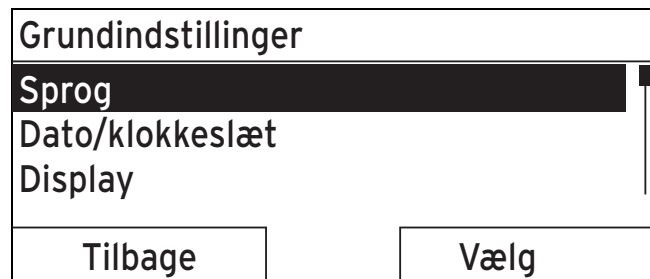 Grundindstillinger
Sprog
Dato/klokkeslæt
Display
Tilbage Vælg